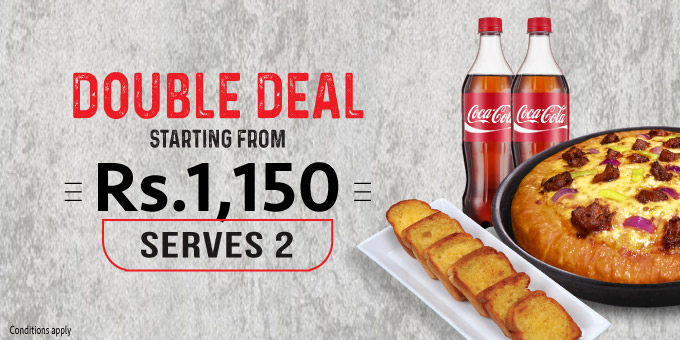 DOUBLE DEAL
STARTING FROM
Rs.1,150
SERVES 2
Coca-Cola
Coca-Cola
Conditions apply